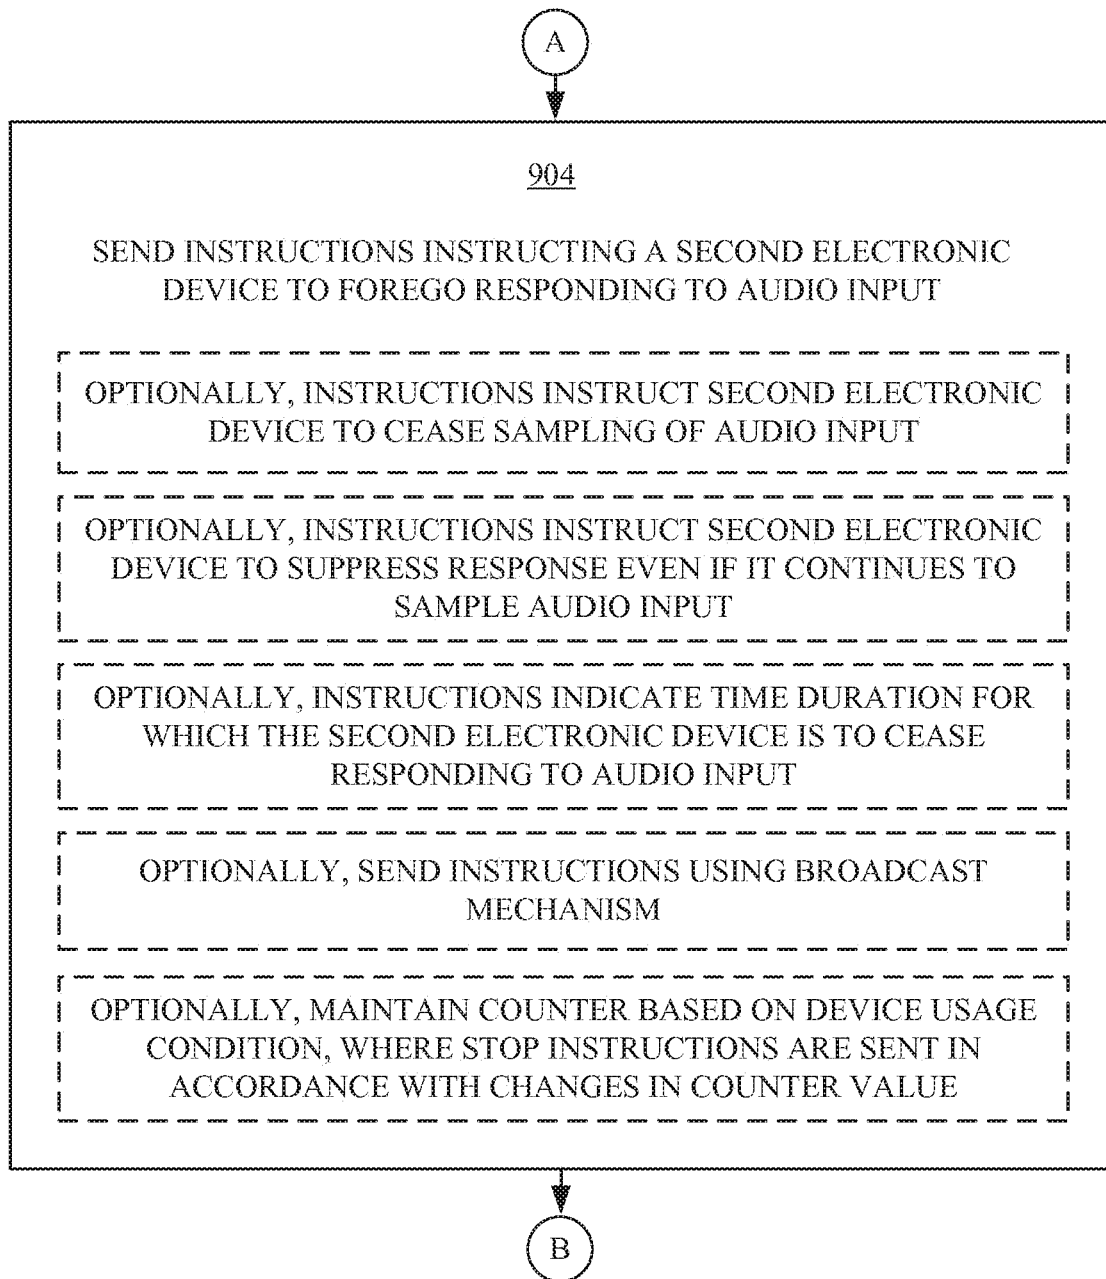 A
904
SEND INSTRUCTIONS INSTRUCTING A SECOND ELECTRONIC
DEVICE TO FOREGO RESPONDING TO AUDIO INPUT
OPTIONALLY, INSTRUCTIONS INSTRUCT SECOND ELECTRONIC
DEVICE TO CEASE SAMPLING OF AUDIO INPUT
OPTIONALLY, INSTRUCTIONS INSTRUCT SECOND ELECTRONIC
DEVICE TO SUPPRESS RESPONSE EVEN IF IT CONTINUES TO
SAMPLE AUDIO INPUT
OPTIONALLY, INSTRUCTIONS INDICATE TIME DURATION FOR
WHICH THE SECOND ELECTRONIC DEVICE IS TO CEASE
RESPONDING TO AUDIO INPUT
OPTIONALLY, SEND INSTRUCTIONS USING BROADCAST
MECHANISM
OPTIONALLY, MAINTAIN COUNTER BASED ON DEVICE USAGE
CONDITION, WHERE STOP INSTRUCTIONS ARE SENT IN
ACCORDANCE WITH CHANGES IN COUNTER VALUE
B